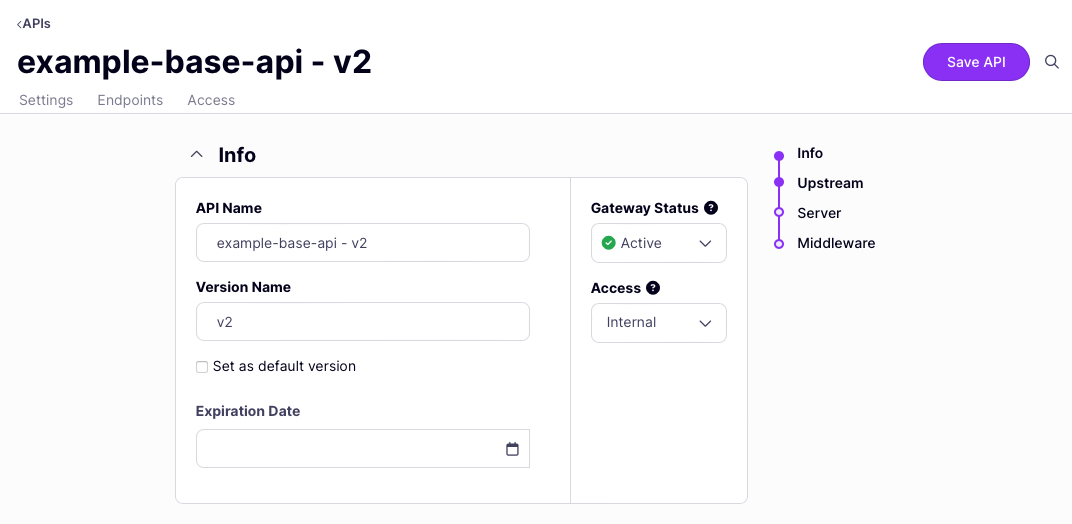 ‹APIs
example-base-api - v2
Save API
Settings Endpoints Access
Info
API Name
example-base-api - v2
Version Name
v2
Set as default version
Expiration Date
Gateway Status ?
Active
Access ?
Internal
Info
Upstream
Server
Middleware